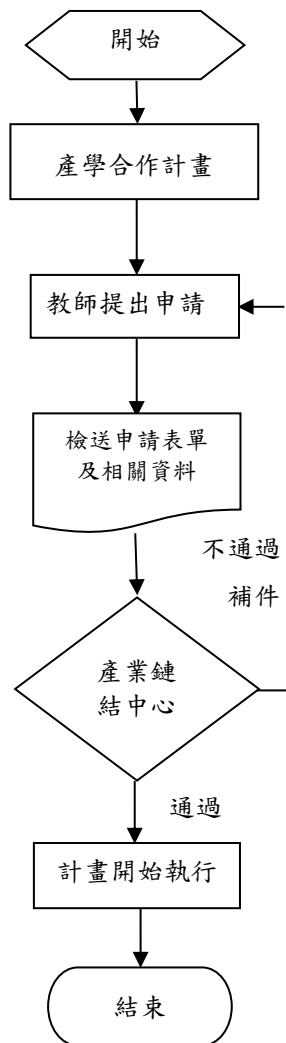 開始
產學合作計畫
教師提出申請
檢送申請表單
及相關資料
不通過
補件
產業鏈
結中心
通過
計畫開始執行
結束